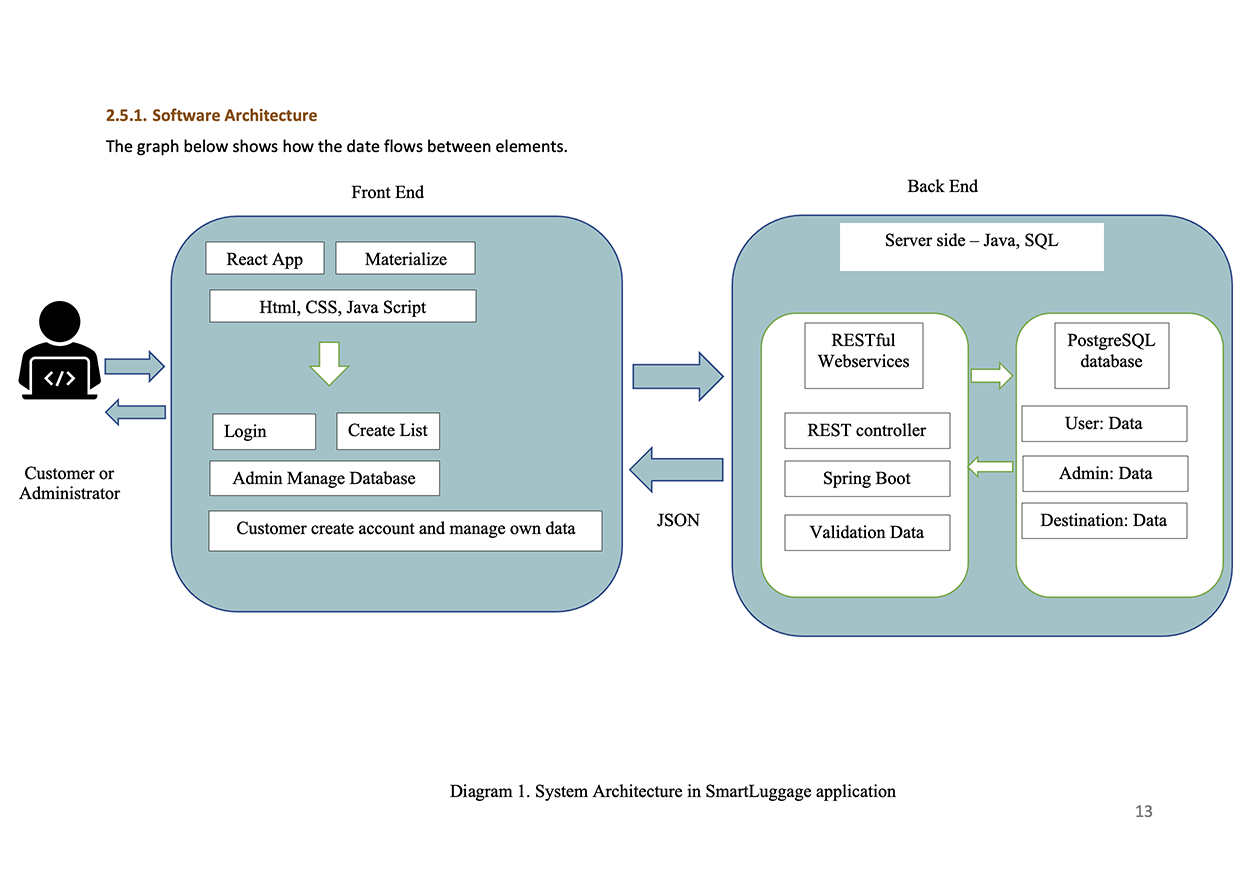 2.5.1. Software Architecture
The graph below shows how the date flows between elements.
Front End
Back End
React App
Materialize
Html, CSS, Java Script
Login
Create List
Admin Manage Database
Customer create account and manage own data
</>
Customer or
Administrator
JSON
Server side – Java, SQL
RESTful
Webservices
REST controller
Spring Boot
Validation Data
PostgreSQL
database
User: Data
Admin: Data
Destination: Data
Diagram 1. System Architecture in SmartLuggage application
13